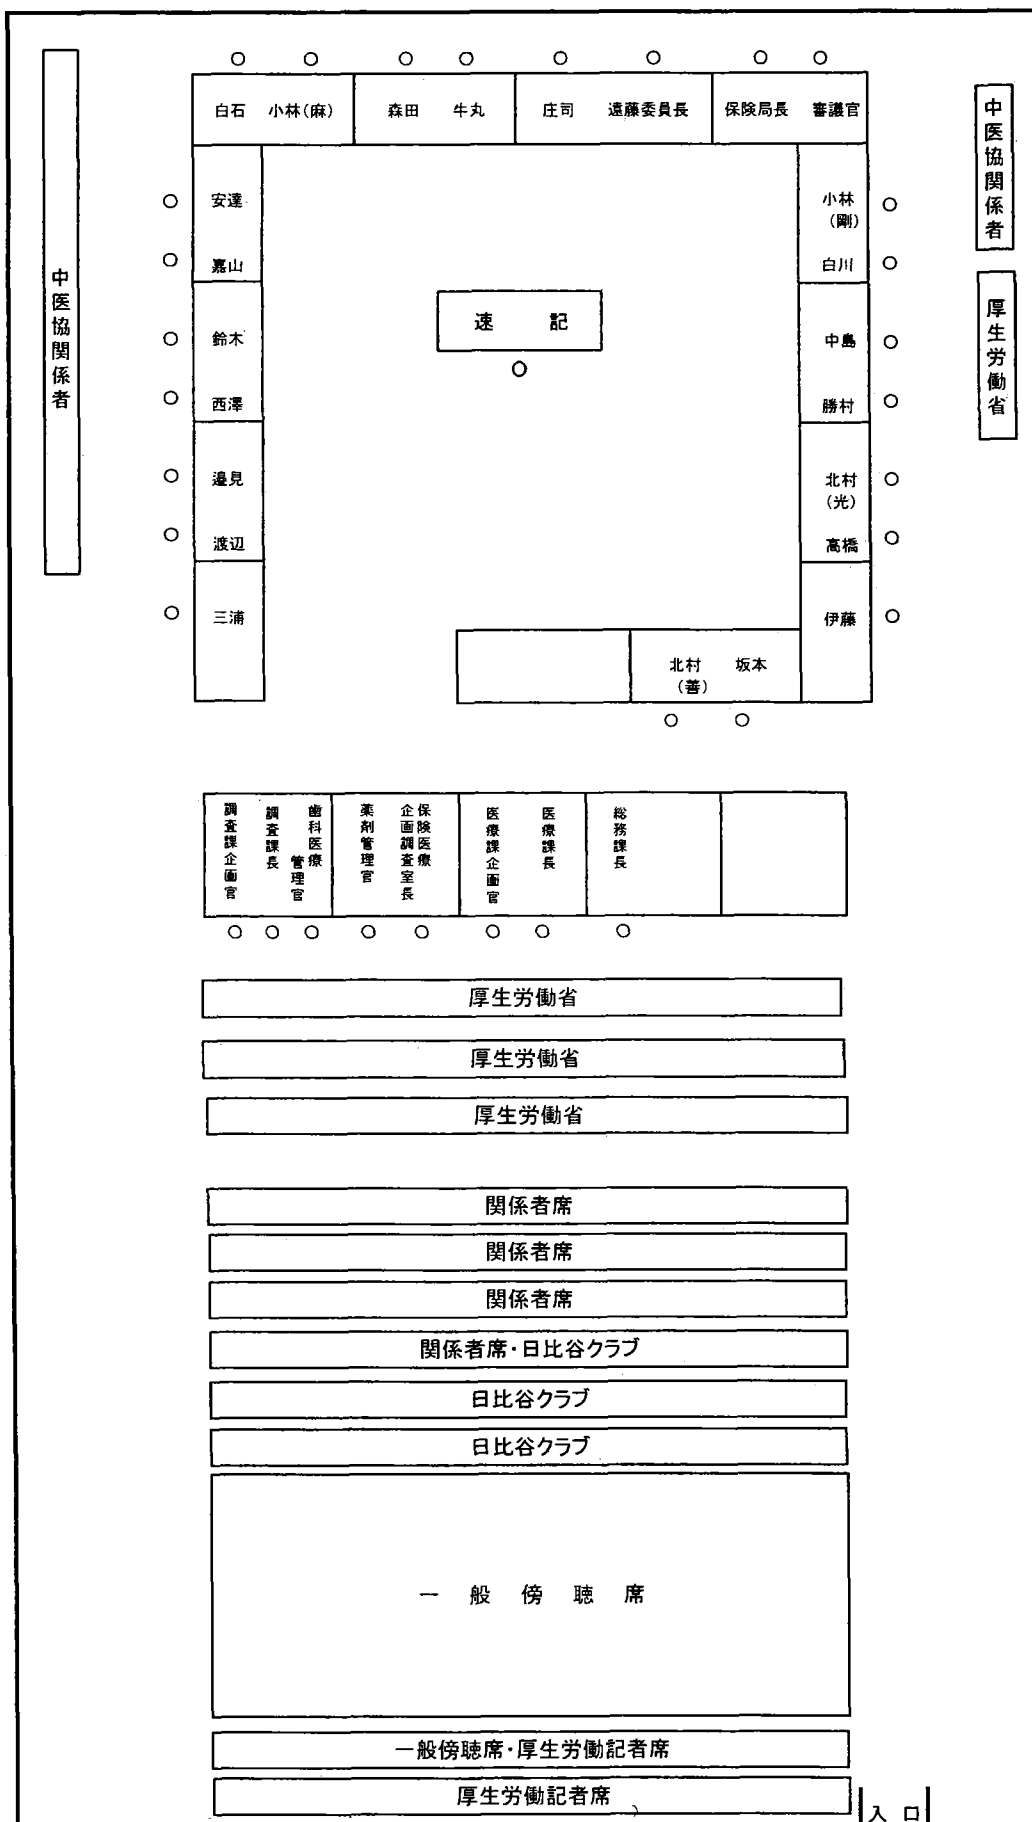 白石 小林(麻) 森田 牛丸 庄司 遠藤委員長 保険局長 審議官
中医協関係者
安達
嘉山
鈴木
西澤
邉見
渡辺
三浦
速 記
小林
(剛)
白川
中島
勝村
北村
(光)
高橋
伊藤
中医協関係者
厚生労働省
北村
(善)
坂本
調査課企画官
調査課長
歯科医療
管理官
薬剤管理官
保険医療
企画調査室長
医療課企画官
医療課長
総務課長
厚生労働省
厚生労働省
厚生労働省
関係者席
関係者席
関係者席
関係者席・日比谷クラブ
日比谷クラブ
日比谷クラブ
一 般 傍 聴 席
一般傍聴席・厚生労働記者席
厚生労働記者席
入 口